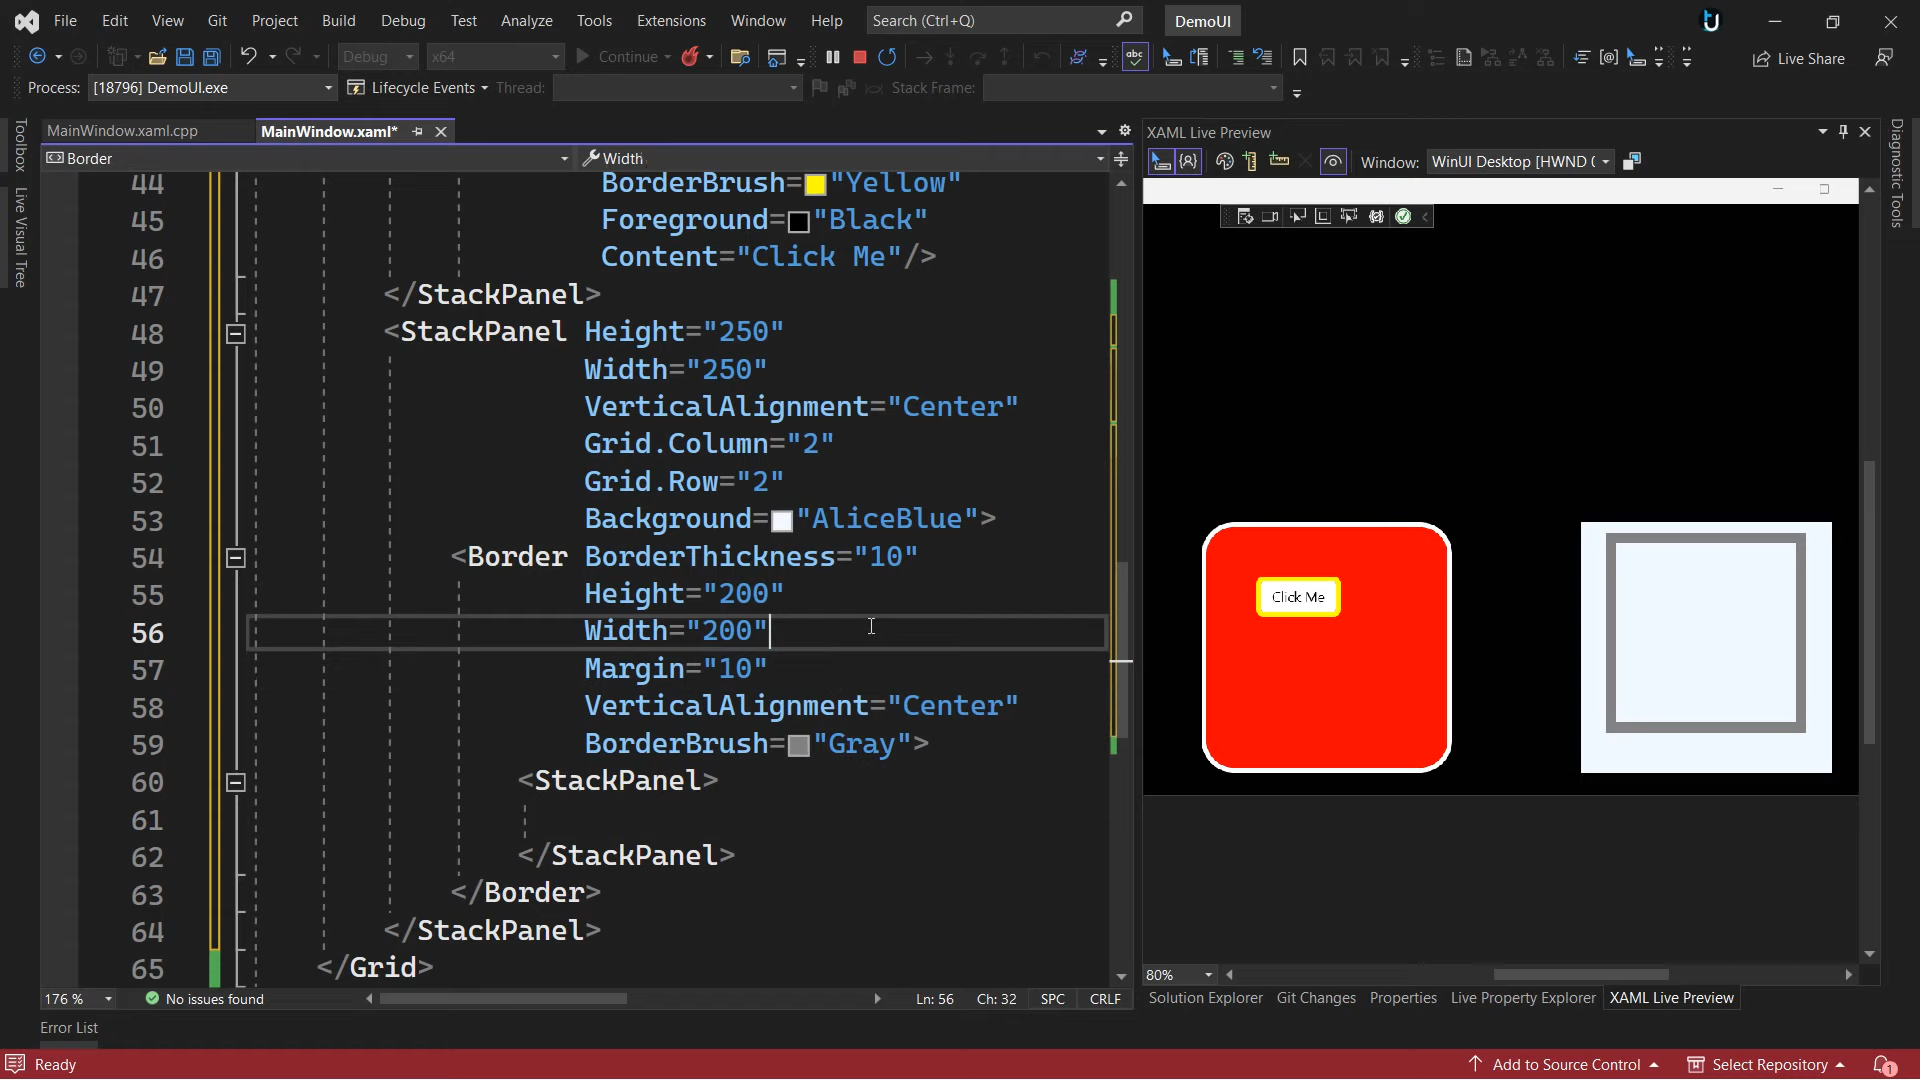 File Edit View Git Project Build Debug Test Analyze Tools Extensions Window Help Search (Ctrl+Q) DemoUI
Debug x64 Continue abc Live Share
Process: [18796] DemoUI.exe Lifecycle Events Thread: Stack Frame:
Toolbox
Live Visual Tree
MainWindow.xaml.cpp MainWindow.xaml*
Border Width
44 BorderBrush="Yellow"
45 Foreground="Black"
46 Content="Click Me"/>
47 </StackPanel>
48 <StackPanel Height="250"
49 Width="250"
50 VerticalAlignment="Center"
51 Grid.Column="2"
52 Grid.Row="2"
53 Background="AliceBlue">
54 <Border BorderThickness="10"
55 Height="200"
56 Width="200"
57 Margin="10"
58 VerticalAlignment="Center"
59 BorderBrush="Gray">
60 <StackPanel>
61
62 </StackPanel>
63 </Border>
64 </StackPanel>
65 </Grid>
176 % No issues found Ln: 56 Ch: 32 SPC CRLF
XAML Live Preview
Window: WinUI Desktop [HWND
Click Me
80%
Solution Explorer Git Changes Properties Live Property Explorer XAML Live Preview
Diagnostic Tools
Error List
Ready Add to Source Control Select Repository 1